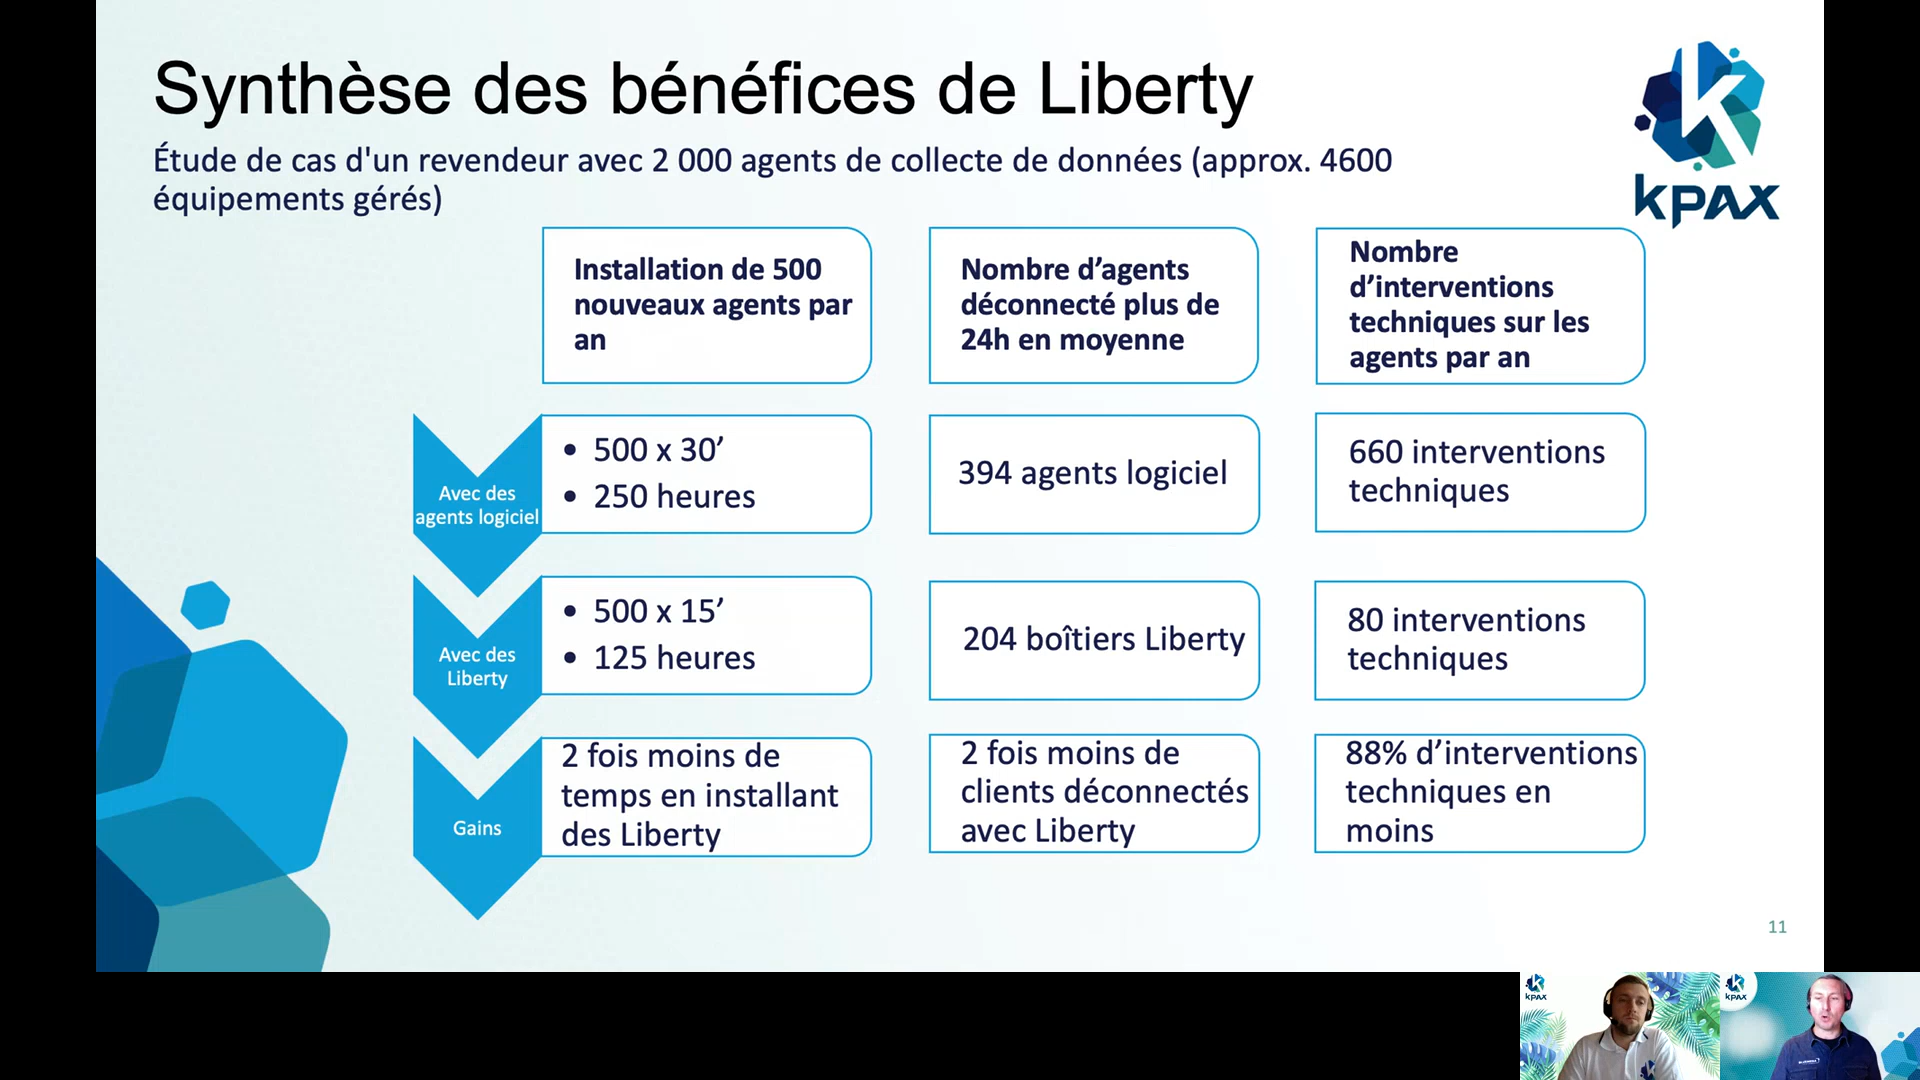 Synthèse des bénéfices de Liberty
Étude de cas d'un revendeur avec 2 000 agents de collecte de données (approx. 4600
équipements gérés)
kpax
Installation de 500
nouveaux agents par
an
Nombre d’agents
déconnecté plus de
24h en moyenne
Nombre
d’interventions
techniques sur les
agents par an
Avec des
agents logiciel
• 500 x 30’
• 250 heures
394 agents logiciel
660 interventions
techniques
Avec des
Liberty
• 500 x 15’
• 125 heures
204 boîtiers Liberty
80 interventions
techniques
Gains
2 fois moins de
temps en installant
des Liberty
2 fois moins de
clients déconnectés
avec Liberty
88% d’interventions
techniques en
moins
11
kpax
kpax